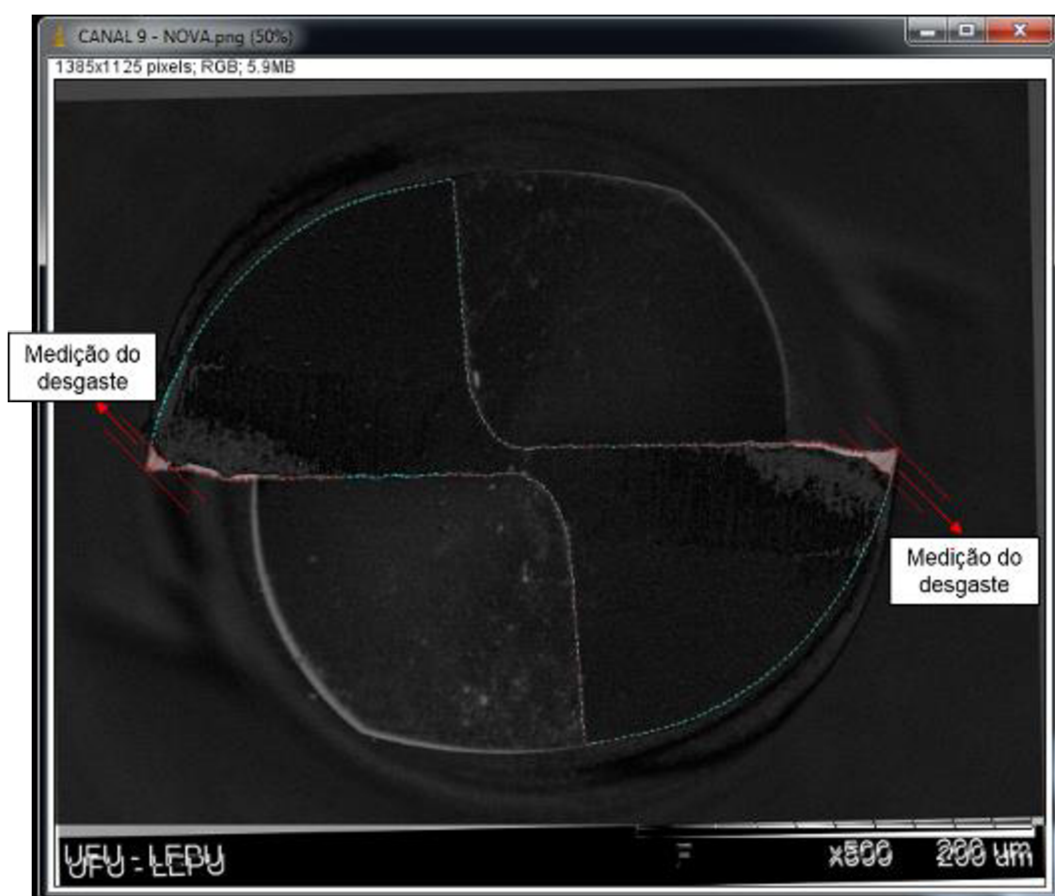 CANAL 9 - NOVA.png (50%)
1385x1125 pixels; RGB; 5.9MB
Medição do
desgaste
Medição do
desgaste
UFU - LEPU
x500 200 um